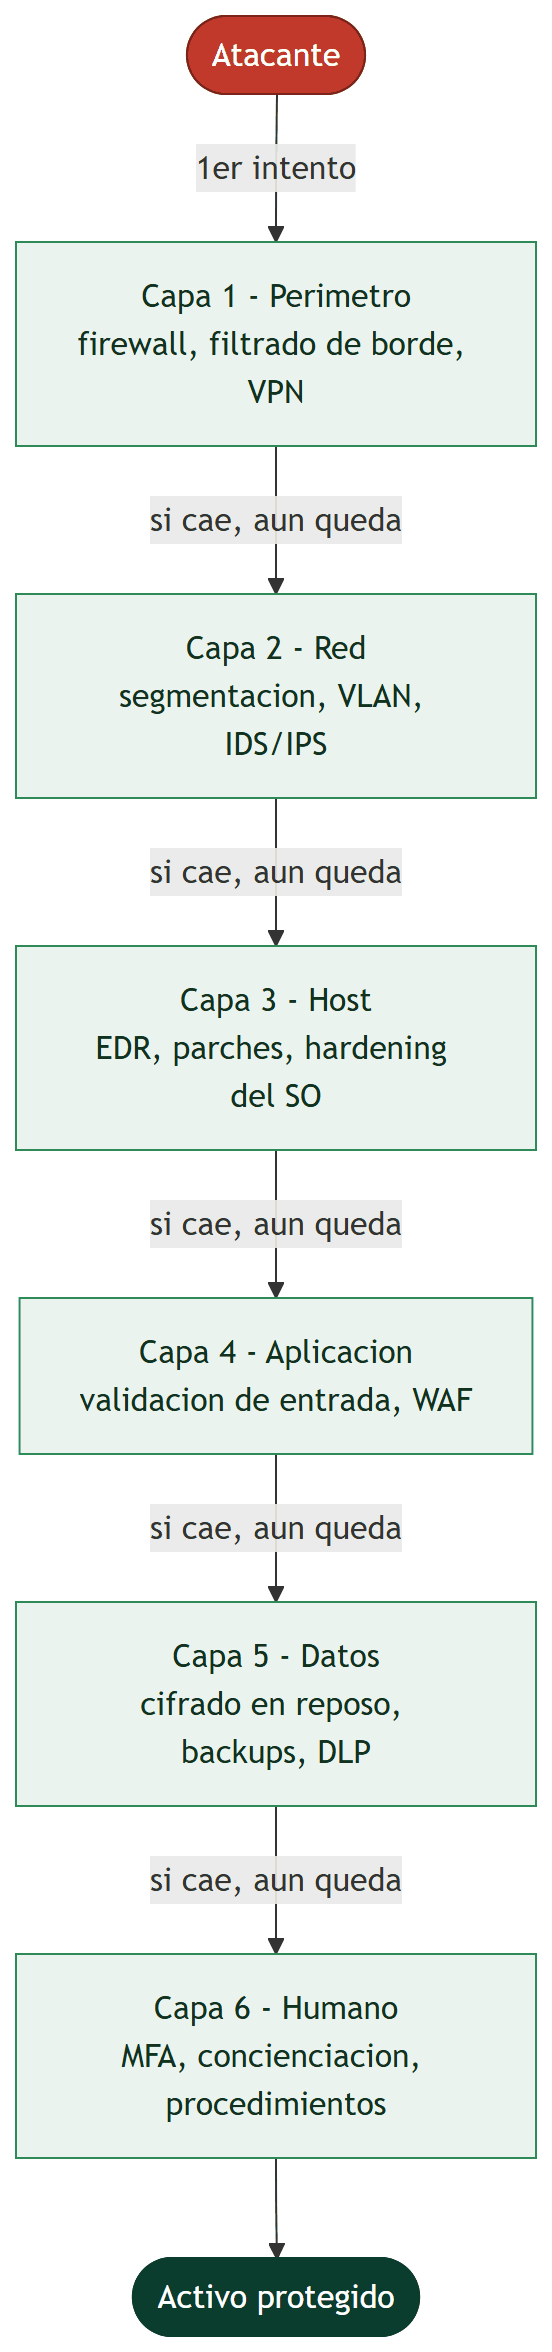 Atacante
1er intento
Capa 1 - Perimetro
firewall, filtrado de borde,
VPN
si cae, aun queda
Capa 2 - Red
segmentacion, VLAN,
IDS/IPS
si cae, aun queda
Capa 3 - Host
EDR, parches, hardening
del SO
si cae, aun queda
Capa 4 - Aplicacion
validacion de entrada, WAF
si cae, aun queda
Capa 5 - Datos
cifrado en reposo,
backups, DLP
si cae, aun queda
Capa 6 - Humano
MFA, concienciacion,
procedimientos
Activo protegido